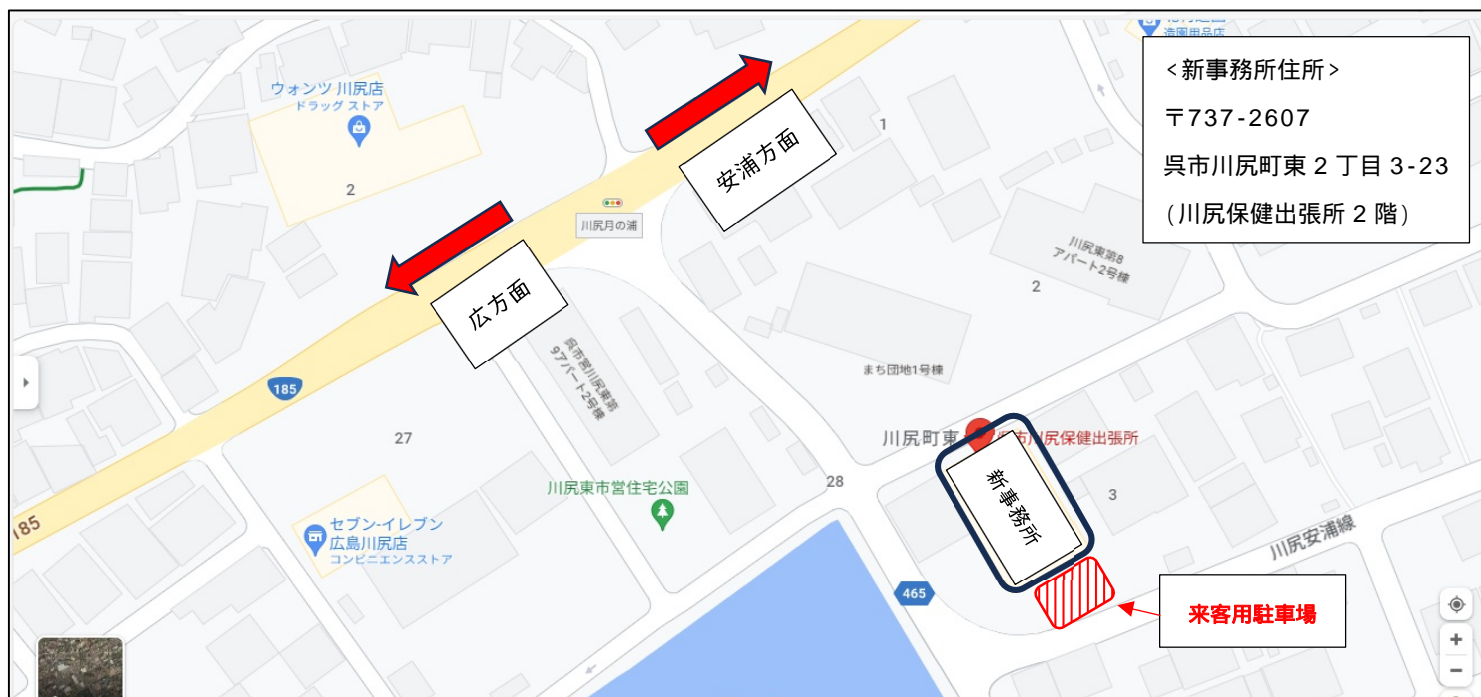 造園用品店
<新事務所住所>
〒737-2607
呉市川尻町東2丁目3-23
(川尻保健出張所2階)
ウォンツ 川尻店
ドラッグ ストア
2
1
安浦方面
川尻月の浦
広方面
川尻東第8
アパート2号棟
2
呉市営川尻東第
9アパート2号棟
まち団地1号棟
185
27
川尻町東
市川尻保健出張所
新事務所
3
28
川尻東市営住宅公園
185
セブン-イレブン
広島川尻店
コンビニエンスストア
川尻安浦線
465
来客用駐車場